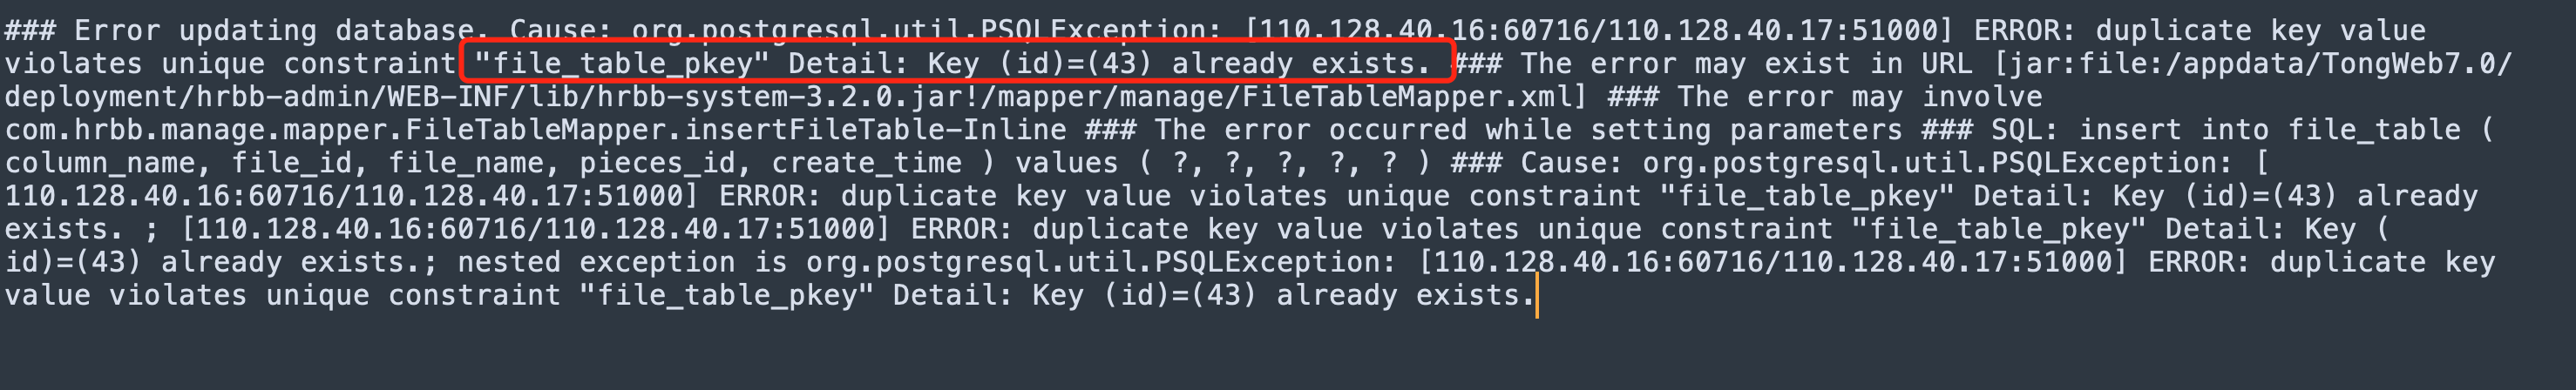 ### Error updating database. Cause: org.postgresql.util.PSQLException: [110.128.40.16:60716/110.128.40.17:51000] ERROR: duplicate key value
violates unique constraint "file_table_pkey" Detail: Key (id)=(43) already exists. ### The error may exist in URL [jar:file:/appdata/TongWeb7.0/
deployment/hrbb-admin/WEB-INF/lib/hrbb-system-3.2.0.jar!/mapper/manage/FileTableMapper.xml] ### The error may involve
com.hrbb.manage.mapper.FileTableMapper.insertFileTable-Inline ### The error occurred while setting parameters ### SQL: insert into file_table (
column_name, file_id, file_name, pieces_id, create_time ) values ( ?, ?, ?, ?, ? ) ### Cause: org.postgresql.util.PSQLException: [
110.128.40.16:60716/110.128.40.17:51000] ERROR: duplicate key value violates unique constraint "file_table_pkey" Detail: Key (id)=(43) already
exists. ; [110.128.40.16:60716/110.128.40.17:51000] ERROR: duplicate key value violates unique constraint "file_table_pkey" Detail: Key (
id)=(43) already exists.; nested exception is org.postgresql.util.PSQLException: [110.128.40.16:60716/110.128.40.17:51000] ERROR: duplicate key
value violates unique constraint "file_table_pkey" Detail: Key (id)=(43) already exists.